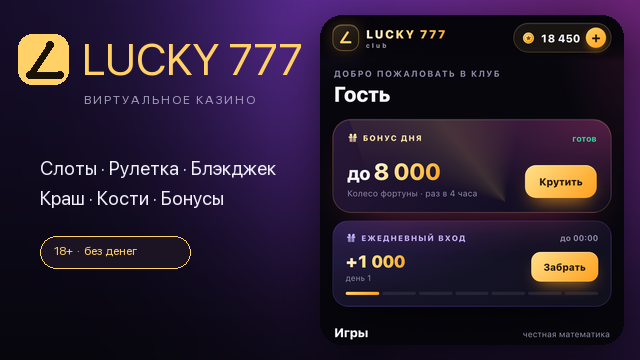 LUCKY 777
ВИРТУАЛЬНОЕ КАЗИНО
Слоты · Рулетка · Блэкджек
Краш · Кости · Бонусы
18+ · без денег
LUCKY 777
club
18 450 +
ДОБРО ПОЖАЛОВАТЬ В КЛУБ
Гость
БОНУС ДНЯ
готов
до 8 000
Колесо фортуны · раз в 4 часа
Крутить
ЕЖЕДНЕВНЫЙ ВХОД
до 00:00
+1 000
день 1
Забрать
Игры
честная математика